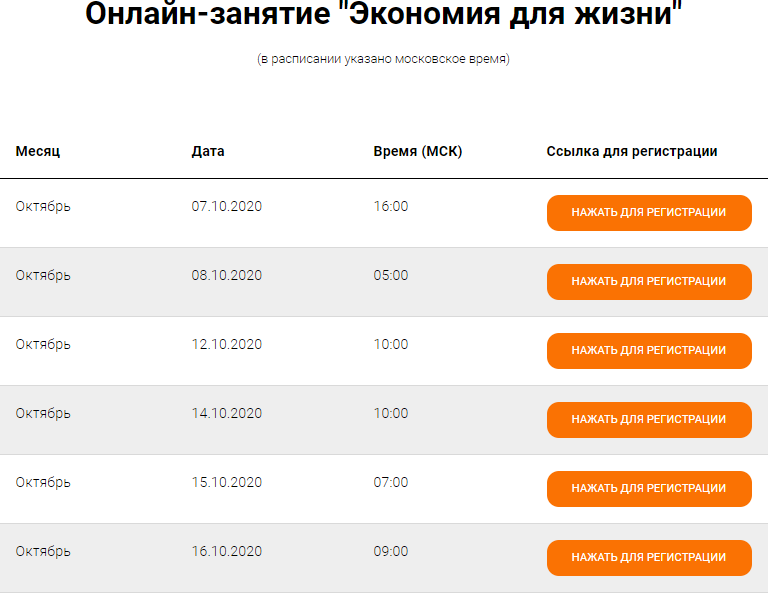 Онлайн-занятие "Экономия для жизни"
(в расписании указано московское время)
Месяц Дата Время (МСК) Ссылка для регистрации
Октябрь 07.10.2020 16:00 НАЖАТЬ ДЛЯ РЕГИСТРАЦИИ
Октябрь 08.10.2020 05:00 НАЖАТЬ ДЛЯ РЕГИСТРАЦИИ
Октябрь 12.10.2020 10:00 НАЖАТЬ ДЛЯ РЕГИСТРАЦИИ
Октябрь 14.10.2020 10:00 НАЖАТЬ ДЛЯ РЕГИСТРАЦИИ
Октябрь 15.10.2020 07:00 НАЖАТЬ ДЛЯ РЕГИСТРАЦИИ
Октябрь 16.10.2020 09:00 НАЖАТЬ ДЛЯ РЕГИСТРАЦИИ